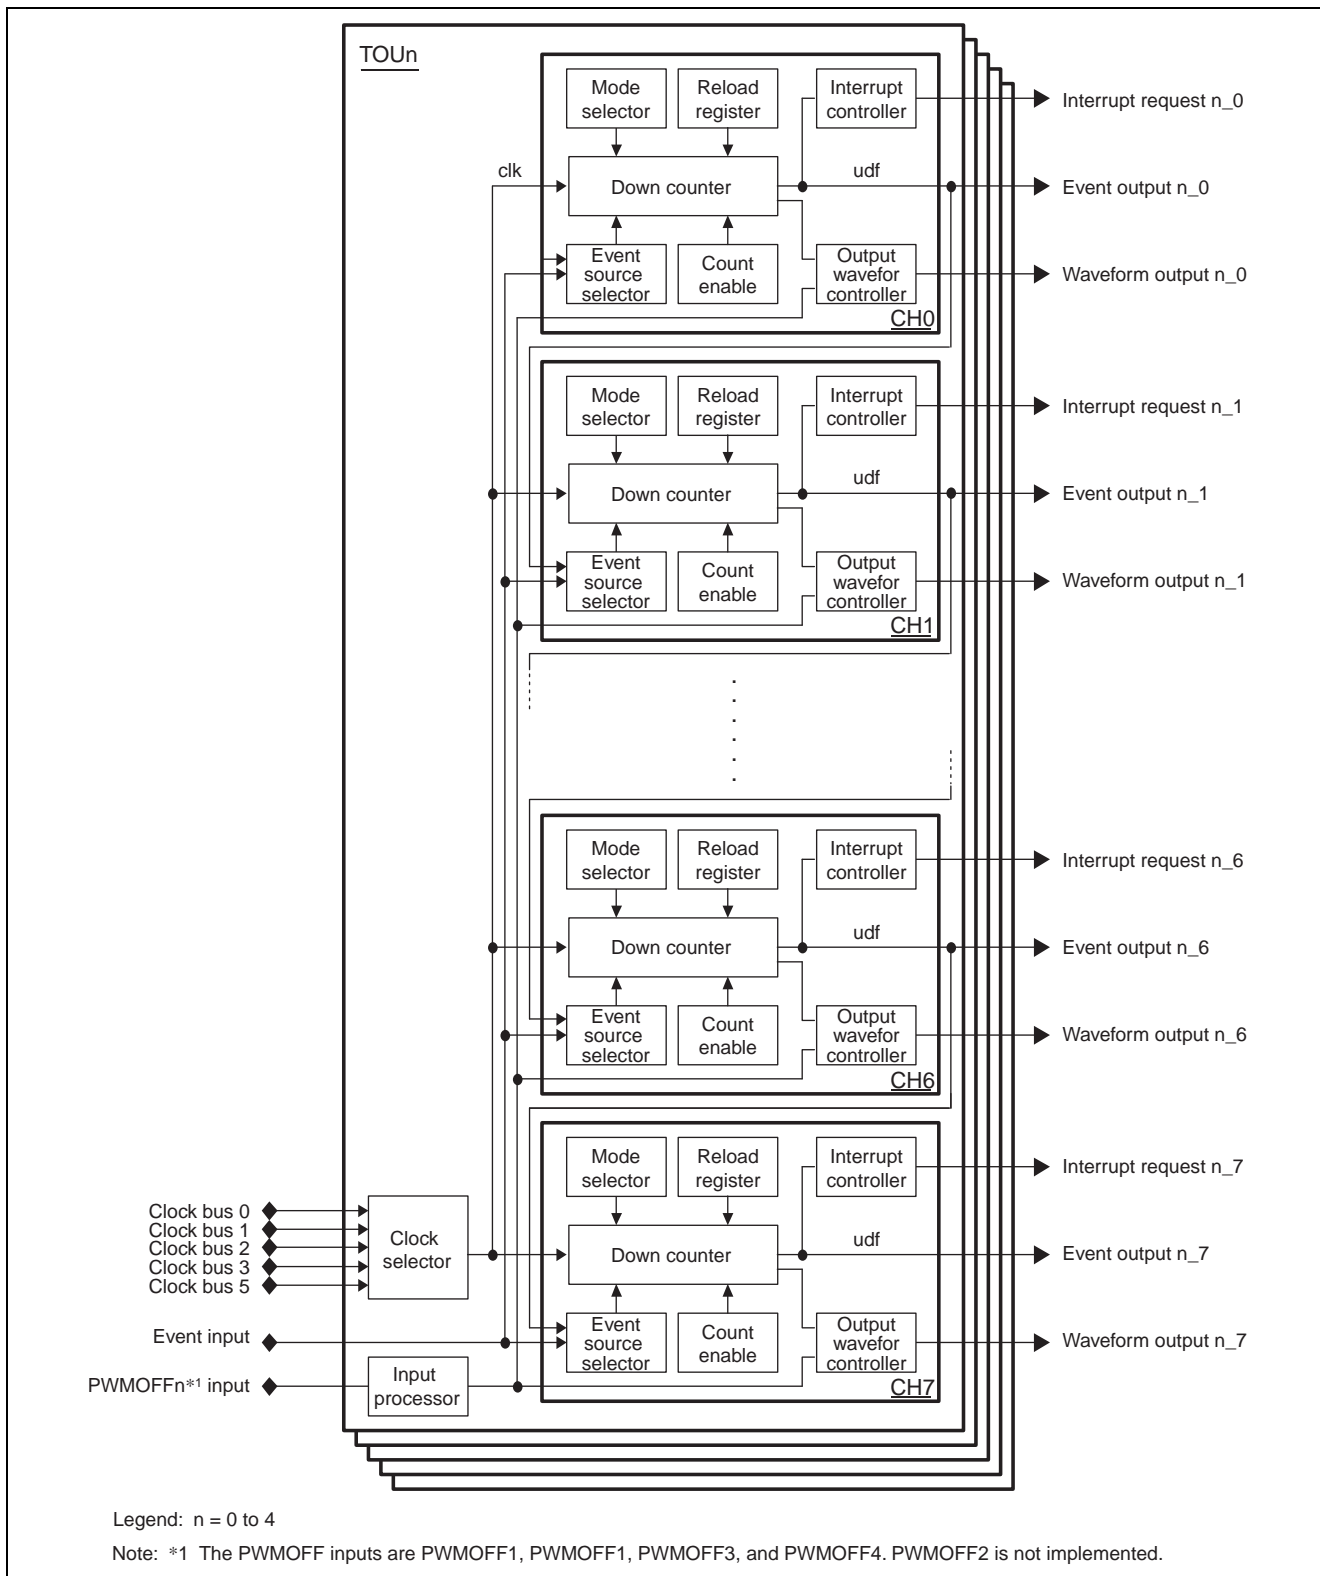 TOUn
Mode
selector
Reload
register
Interrupt
controller
Interrupt request n_0
clk
Down counter
udf
Event output n_0
Event
source
selector
Count
enable
Output
wavefor
controller
Waveform output n_0
CH0
Mode
selector
Reload
register
Interrupt
controller
Interrupt request n_1
Down counter
udf
Event output n_1
Event
source
selector
Count
enable
Output
wavefor
controller
Waveform output n_1
CH1
Mode
selector
Reload
register
Interrupt
controller
Interrupt request n_6
Down counter
udf
Event output n_6
Event
source
selector
Count
enable
Output
wavefor
controller
Waveform output n_6
CH6
Mode
selector
Reload
register
Interrupt
controller
Interrupt request n_7
Clock bus 0
Clock bus 1
Clock bus 2
Clock bus 3
Clock bus 5
Clock
selector
Down counter
udf
Event output n_7
Event input
Event
source
selector
Count
enable
Output
wavefor
controller
Waveform output n_7
PWMOFFn*1 input
Input
processor
CH7
Legend: n = 0 to 4
Note: *1 The PWMOFF inputs are PWMOFF1, PWMOFF1, PWMOFF3, and PWMOFF4. PWMOFF2 is not implemented.